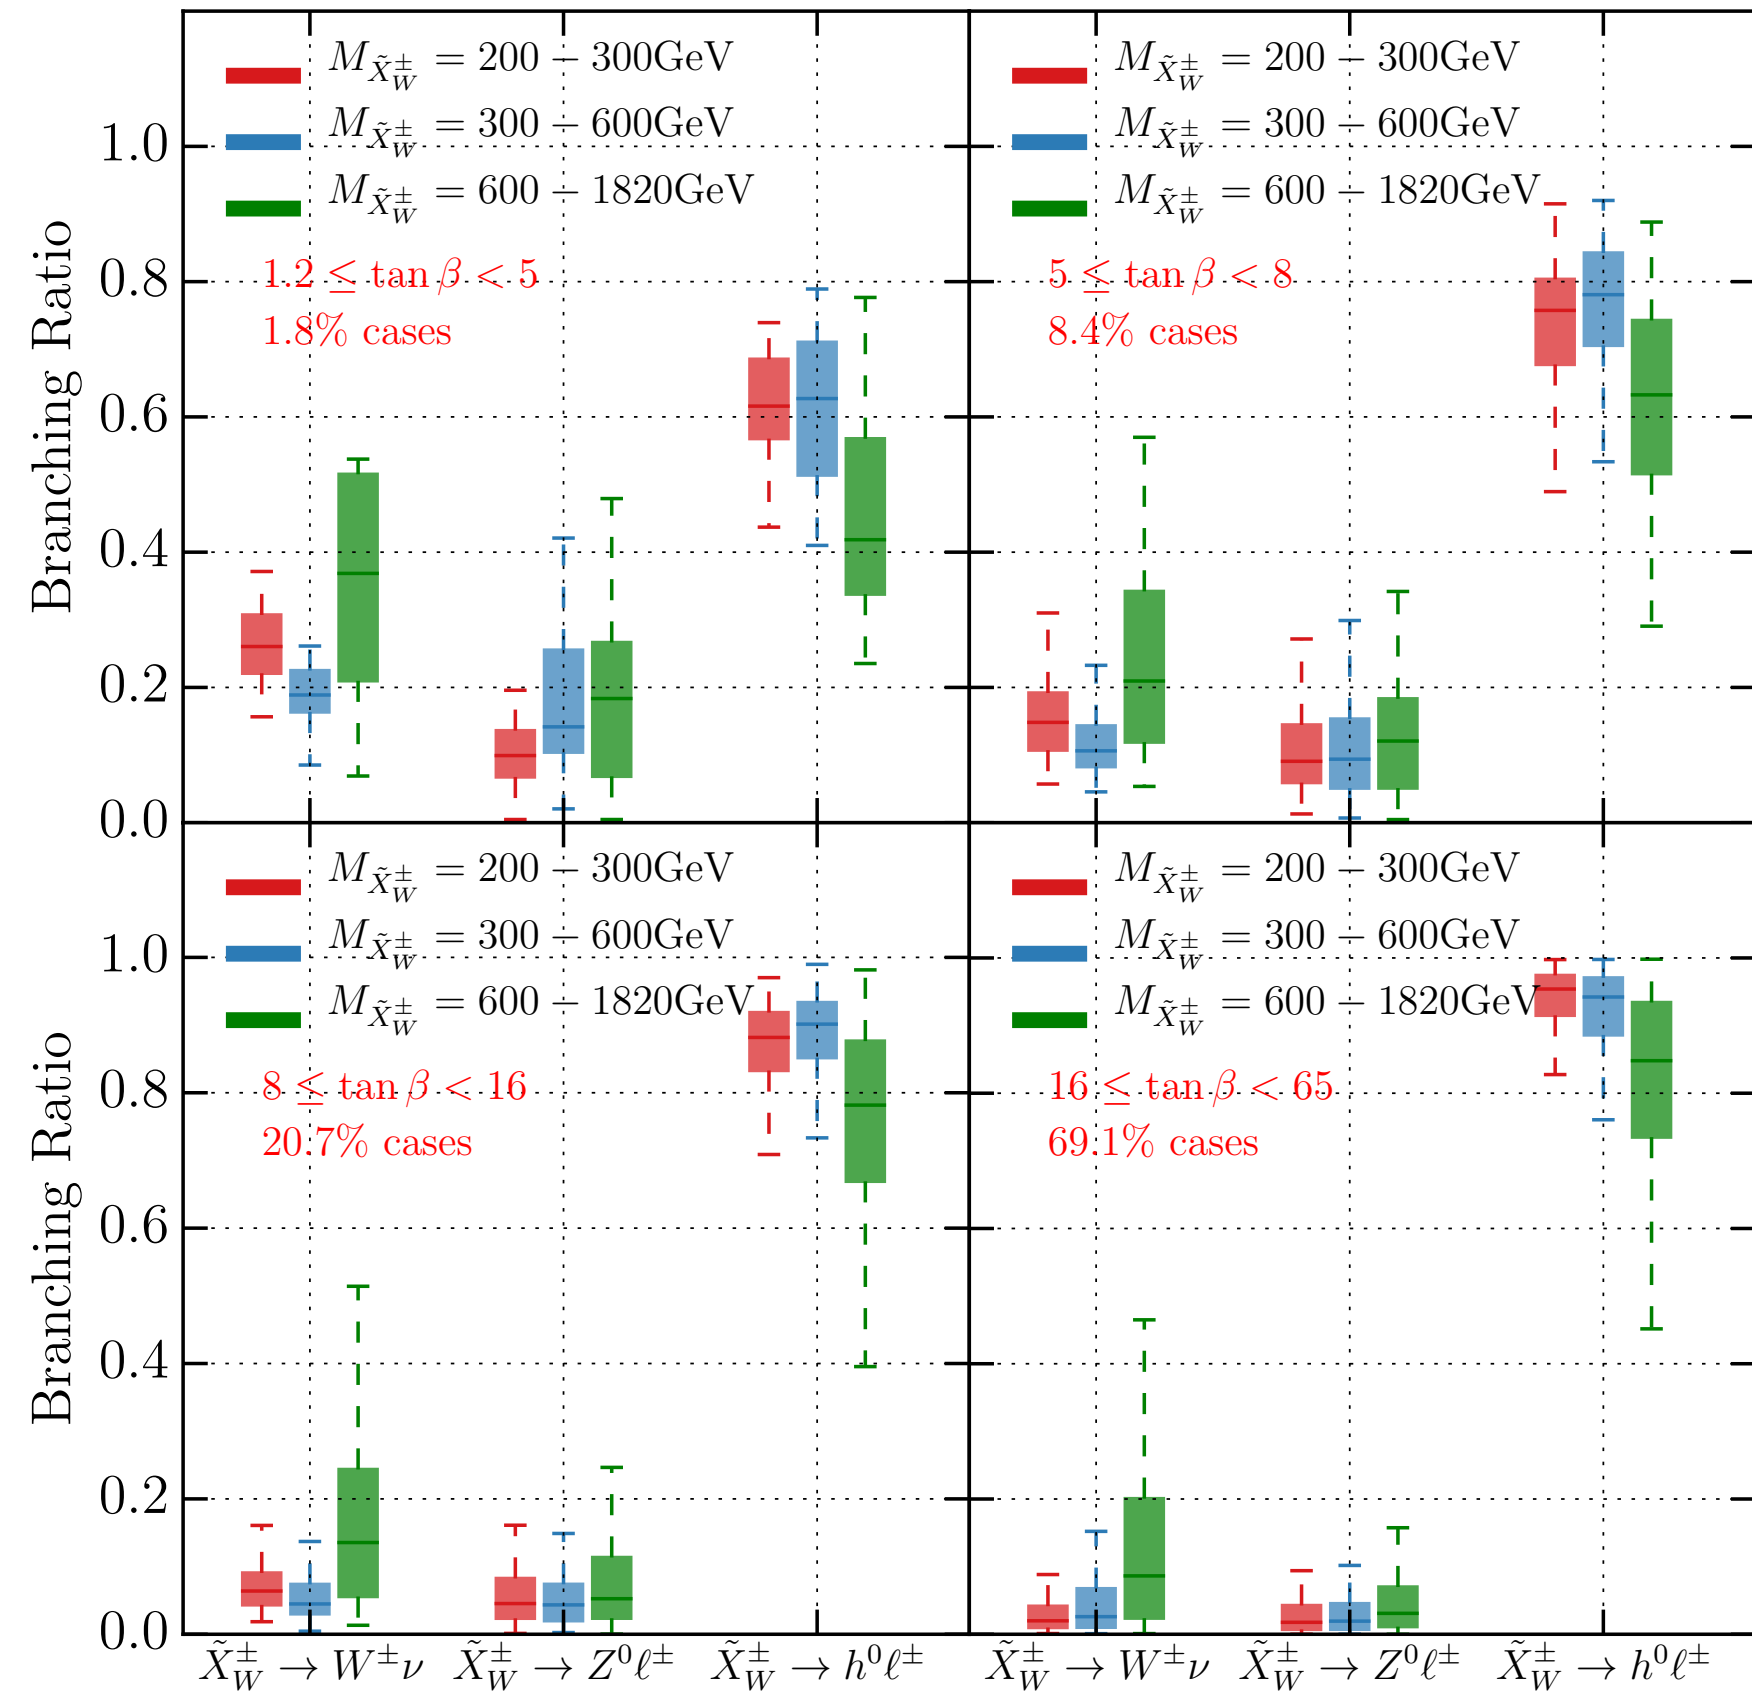 M_{X̃_W^±} = 200 − 300GeV
M_{X̃_W^±} = 300 − 600GeV
M_{X̃_W^±} = 600 − 1820GeV
1.2 ≤ tan β < 5
1.8% cases
M_{X̃_W^±} = 200 − 300GeV
M_{X̃_W^±} = 300 − 600GeV
M_{X̃_W^±} = 600 − 1820GeV
5 ≤ tan β < 8
8.4% cases
Branching Ratio
1.0
0.8
0.6
0.4
0.2
0.0
M_{X̃_W^±} = 200 − 300GeV
M_{X̃_W^±} = 300 − 600GeV
M_{X̃_W^±} = 600 − 1820GeV
8 ≤ tan β < 16
20.7% cases
M_{X̃_W^±} = 200 − 300GeV
M_{X̃_W^±} = 300 − 600GeV
M_{X̃_W^±} = 600 − 1820GeV
16 ≤ tan β < 65
69.1% cases
Branching Ratio
1.0
0.8
0.6
0.4
0.2
0.0
X̃_W^± → W^±ν X̃_W^± → Z^0ℓ^± X̃_W^± → h^0ℓ^± X̃_W^± → W^±ν X̃_W^± → Z^0ℓ^± X̃_W^± → h^0ℓ^±